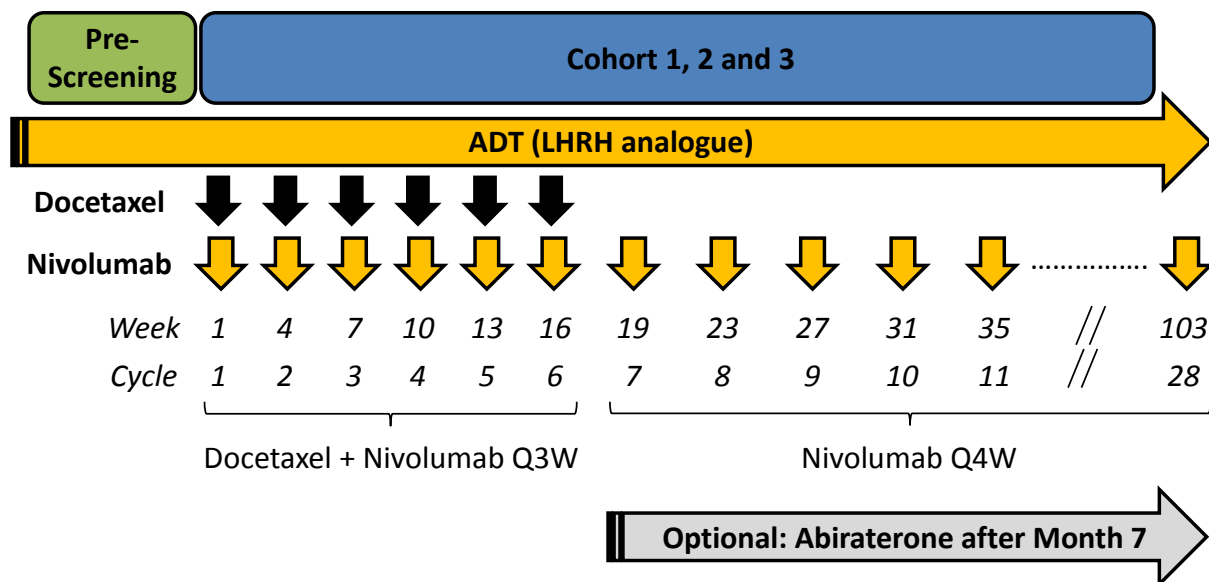 Pre-
Screening
Cohort 1, 2 and 3
ADT (LHRH analogue)
Docetaxel
Nivolumab ................
Week 1 4 7 10 13 16 19 23 27 31 35 // 103
Cycle 1 2 3 4 5 6 7 8 9 10 11 // 28
Docetaxel + Nivolumab Q3W Nivolumab Q4W
Optional: Abiraterone after Month 7